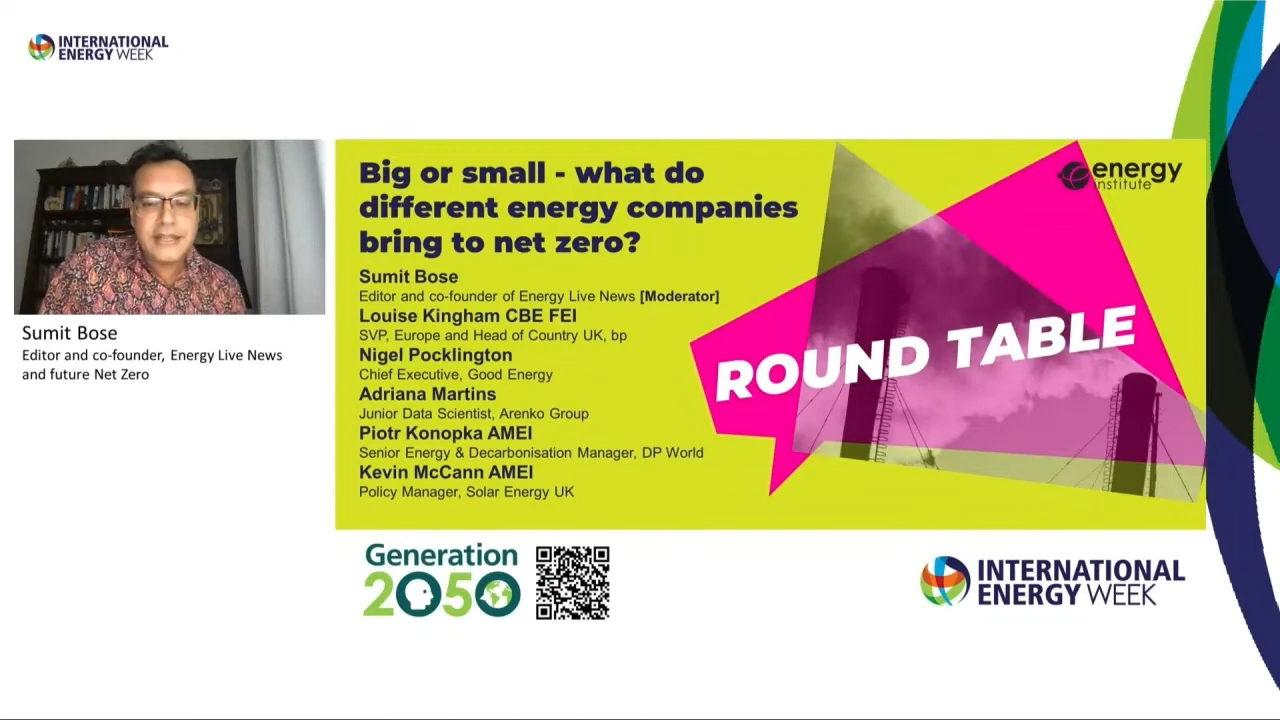 INTERNATIONAL
ENERGY WEEK
Sumit Bose
Editor and co-founder, Energy Live News
and future Net Zero
Big or small - what do
different energy companies
bring to net zero?
Sumit Bose
Editor and co-founder of Energy Live News [Moderator]
Louise Kingham CBE FEI
SVP, Europe and Head of Country UK, bp
Nigel Pocklington
Chief Executive, Good Energy
Adriana Martins
Junior Data Scientist, Arenko Group
Piotr Konopka AMEI
Senior Energy & Decarbonisation Manager, DP World
Kevin McCann AMEI
Policy Manager, Solar Energy UK
energy
institute
ROUND TABLE
Generation
2050
INTERNATIONAL
ENERGY WEEK